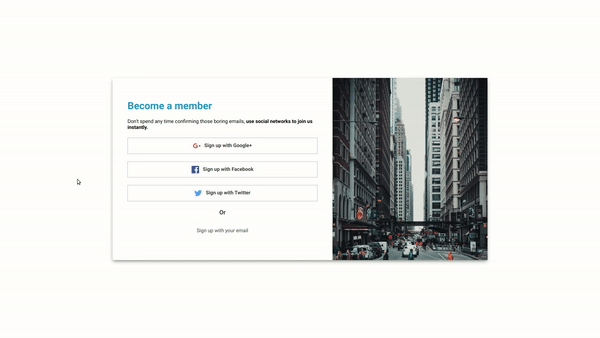 Become a member
Don't spend any time confirming those boring emails, use social networks to join us
instantly.
Sign up with Google+
Sign up with Facebook
Sign up with Twitter
Or
Sign up with your email